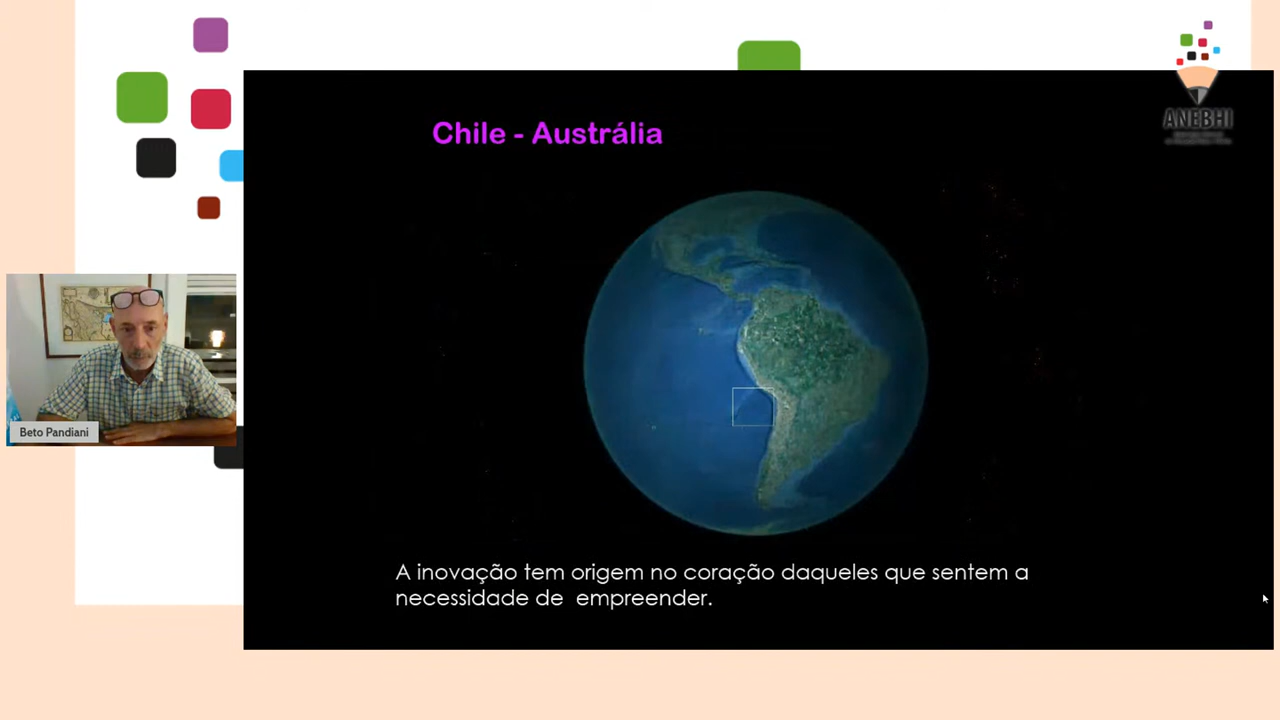 ANEBHI
Chile - Austrália
Beto Pandiani
A inovação tem origem no coração daqueles que sentem a
necessidade de empreender.